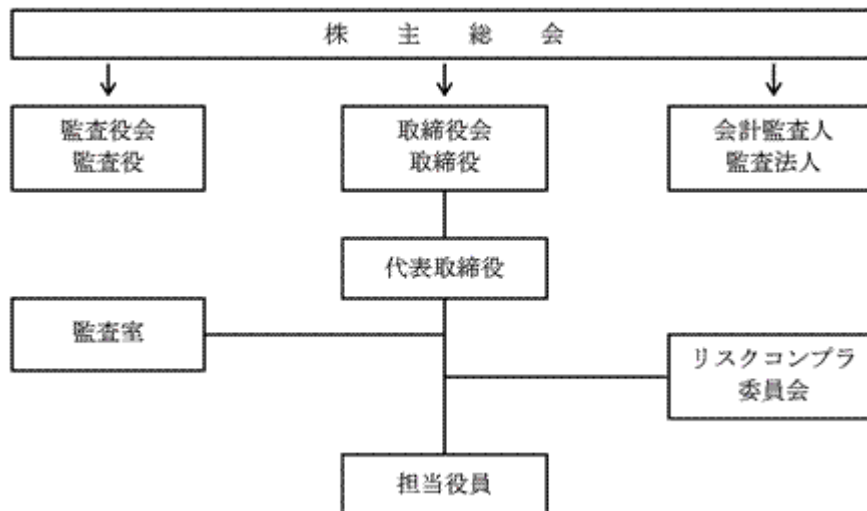 株 主 総 会
監査役会
監査役
取締役会
取締役
会計監査人
監査法人
代表取締役
監査室
リスクコンプラ
委員会
担当役員